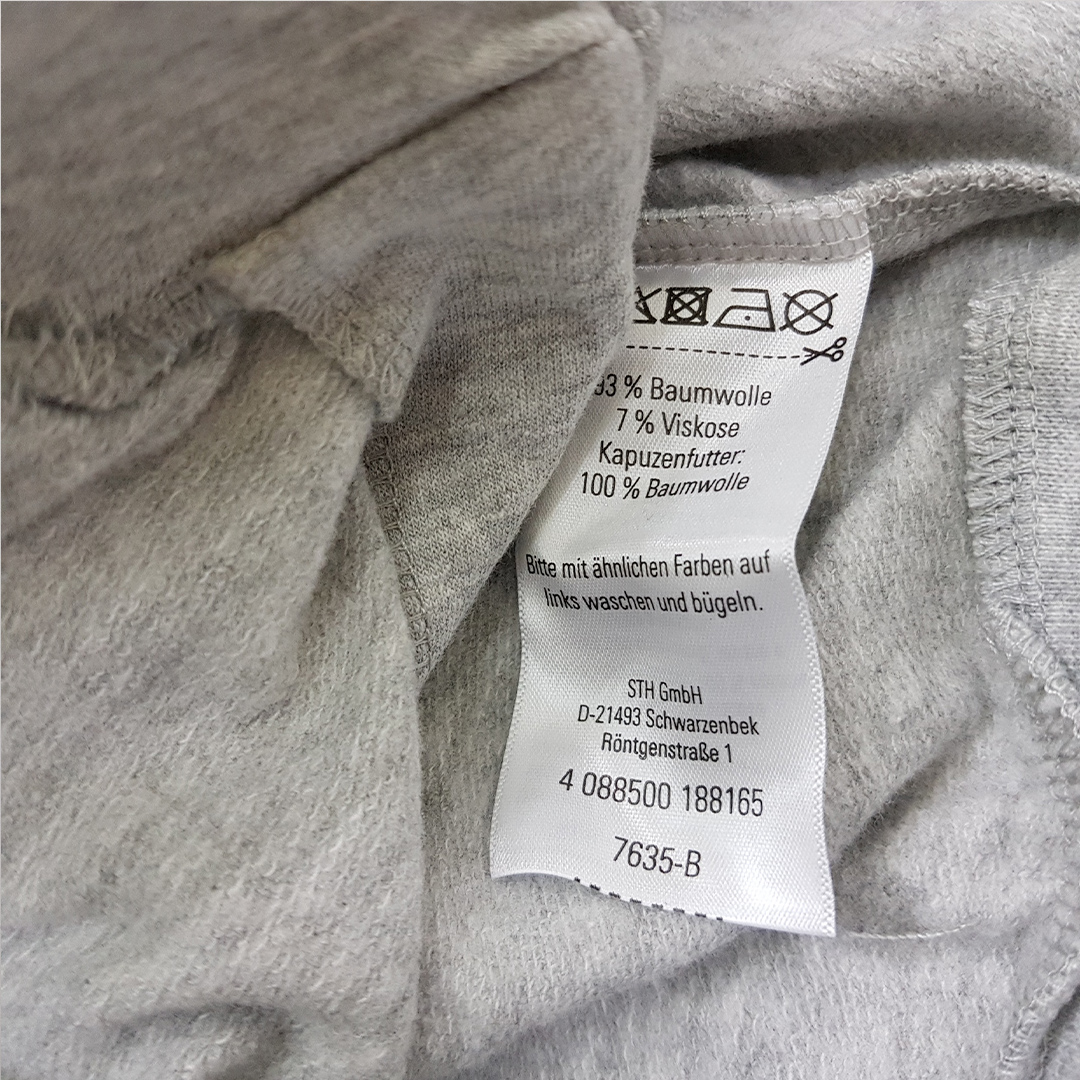 93 % Baumwolle
7 % Viskose
Kapuzenfutter:
100 % Baumwolle
Bitte mit ähnlichen Farben auf
links waschen und bügeln.
STH GmbH
D-21493 Schwarzenbek
Röntgenstraße 1
4 088500 188165
7635-B